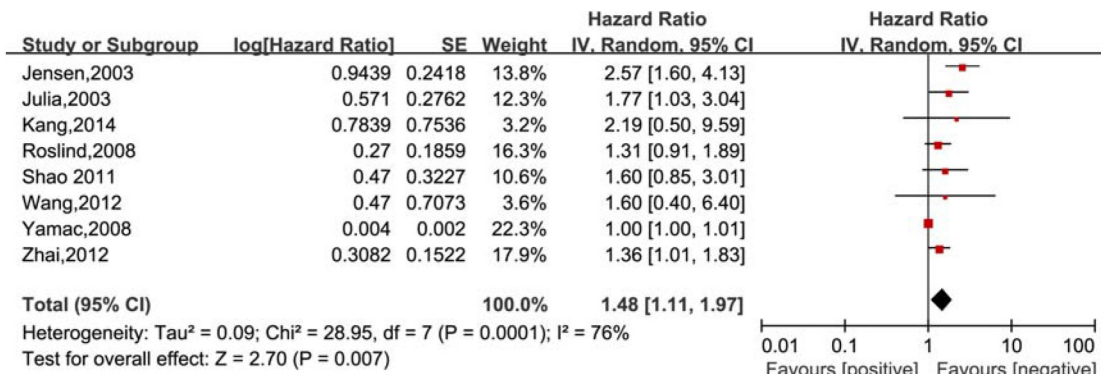 Hazard Ratio Hazard Ratio
Study or Subgroup log[Hazard Ratio] SE Weight IV, Random, 95% CI IV, Random, 95% CI
Jensen,2003 0.9439 0.2418 13.8% 2.57 [1.60, 4.13]
Julia,2003 0.571 0.2762 12.3% 1.77 [1.03, 3.04]
Kang,2014 0.7839 0.7536 3.2% 2.19 [0.50, 9.59]
Roslind,2008 0.27 0.1859 16.3% 1.31 [0.91, 1.89]
Shao 2011 0.47 0.3227 10.6% 1.60 [0.85, 3.01]
Wang,2012 0.47 0.7073 3.6% 1.60 [0.40, 6.40]
Yamac,2008 0.004 0.002 22.3% 1.00 [1.00, 1.01]
Zhai,2012 0.3082 0.1522 17.9% 1.36 [1.01, 1.83]
Total (95% CI) 100.0% 1.48 [1.11, 1.97]
Heterogeneity: Tau² = 0.09; Chi² = 28.95, df = 7 (P = 0.0001); I² = 76%
Test for overall effect: Z = 2.70 (P = 0.007)
0.01 0.1 1 10 100
Favours [positive] Favours [negative]